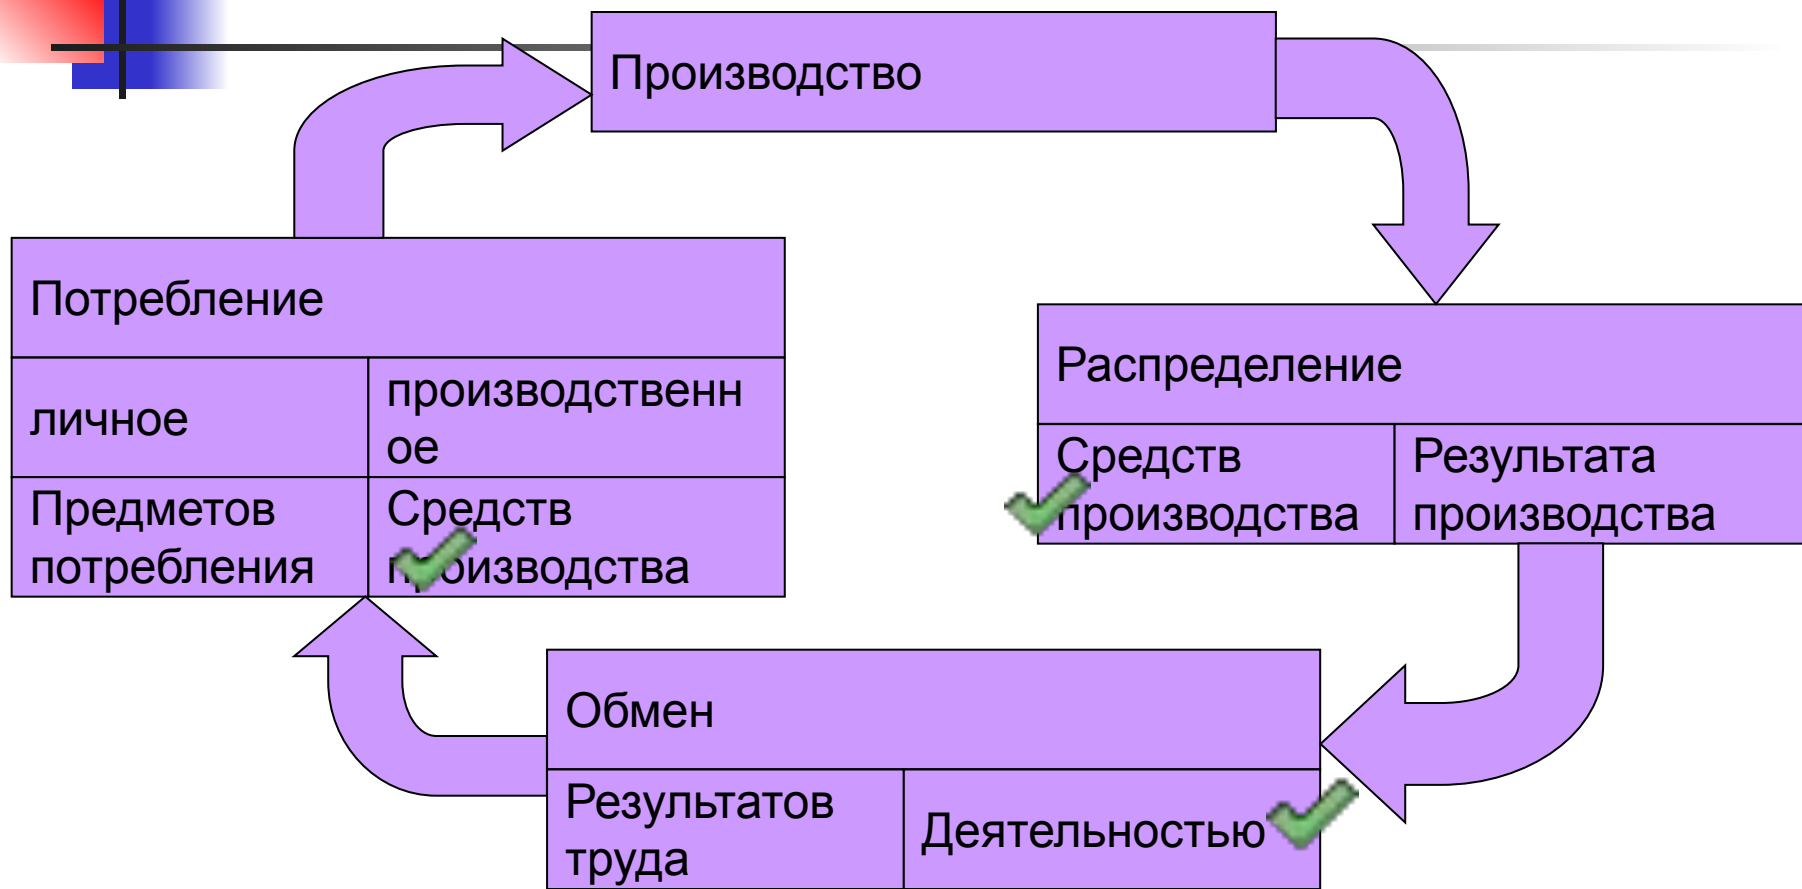 Производство
Потребление
личное
производственн
ое
Предметов
потребления
Средств
производства
Распределение
Средств
производства
Результата
производства
Обмен
Результатов
труда
Деятельностью